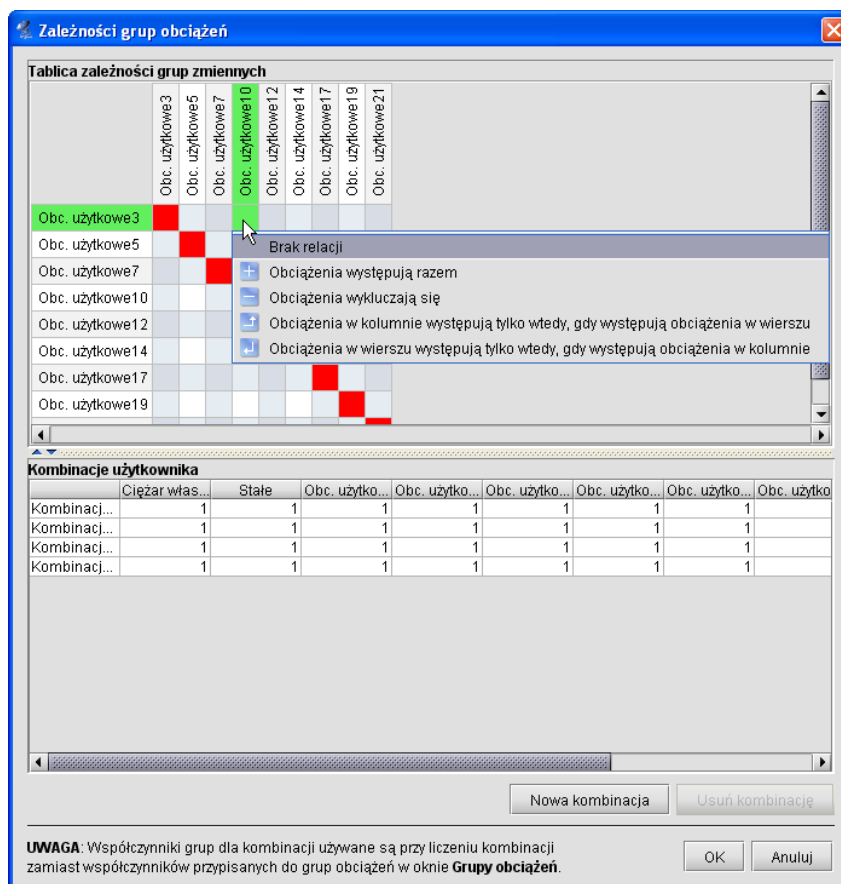 Zależności grup obciążeń
Tablica zależności grup zmiennych
Obc. użytkowe3
Obc. użytkowe5
Obc. użytkowe7
Obc. użytkowe10
Obc. użytkowe12
Obc. użytkowe14
Obc. użytkowe17
Obc. użytkowe19
Obc. użytkowe21
Obc. użytkowe3
Obc. użytkowe5
Obc. użytkowe7
Obc. użytkowe10
Obc. użytkowe12
Obc. użytkowe14
Obc. użytkowe17
Obc. użytkowe19
Brak relacji
Obciążenia występują razem
Obciążenia wykluczają się
Obciążenia w kolumnie występują tylko wtedy, gdy występują obciążenia w wierszu
Obciążenia w wierszu występują tylko wtedy, gdy występują obciążenia w kolumnie
Kombinacje użytkownika
Ciężar włas... Stałe Obc. użytko... Obc. użytko... Obc. użytko... Obc. użytko... Obc. użytko... Obc. użytko
Kombinacj... 1 1 1 1 1 1 1
Kombinacj... 1 1 1 1 1 1 1
Kombinacj... 1 1 1 1 1 1 1
Kombinacj... 1 1 1 1 1 1 1
Nowa kombinacja Usuń kombinację
UWAGA: Współczynniki grup dla kombinacji używane są przy liczeniu kombinacji
zamiast współczynników przypisanych do grup obciążeń w oknie Grupy obciążeń.
OK Anuluj